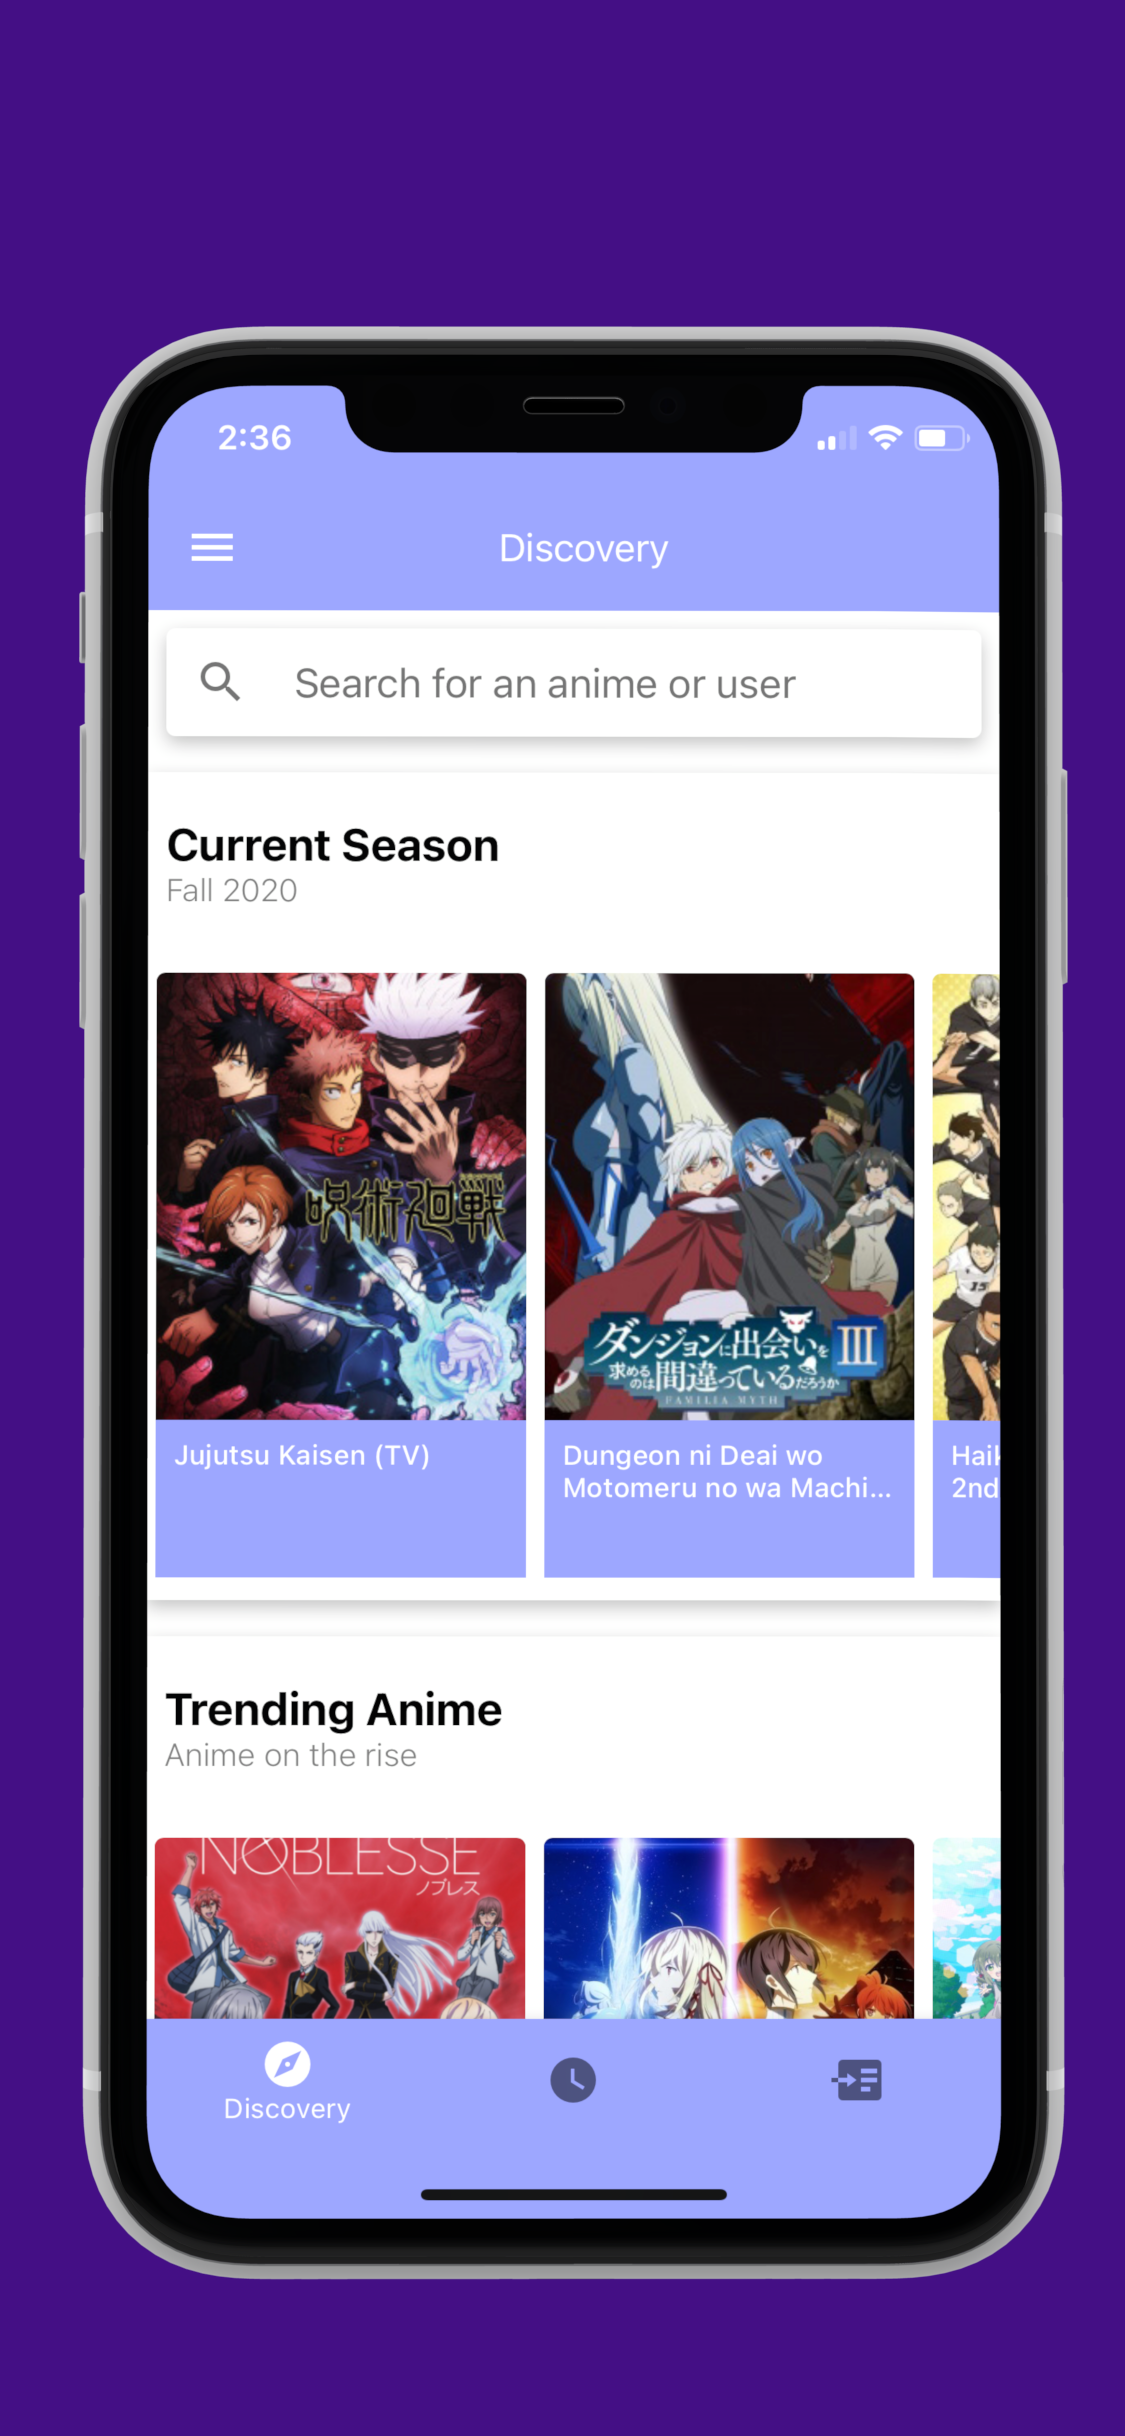 2:36
Discovery
Search for an anime or user
Current Season
Fall 2020
呪術廻戦
ダンジョンに出会いを
求めるのは間違っているだろうか
III
FAMILIA MYTH
15
Jujutsu Kaisen (TV)
Dungeon ni Deai wo
Motomeru no wa Machi...
2nd
Trending Anime
Anime on the rise
NOBLESSE
ノブレス
Discovery